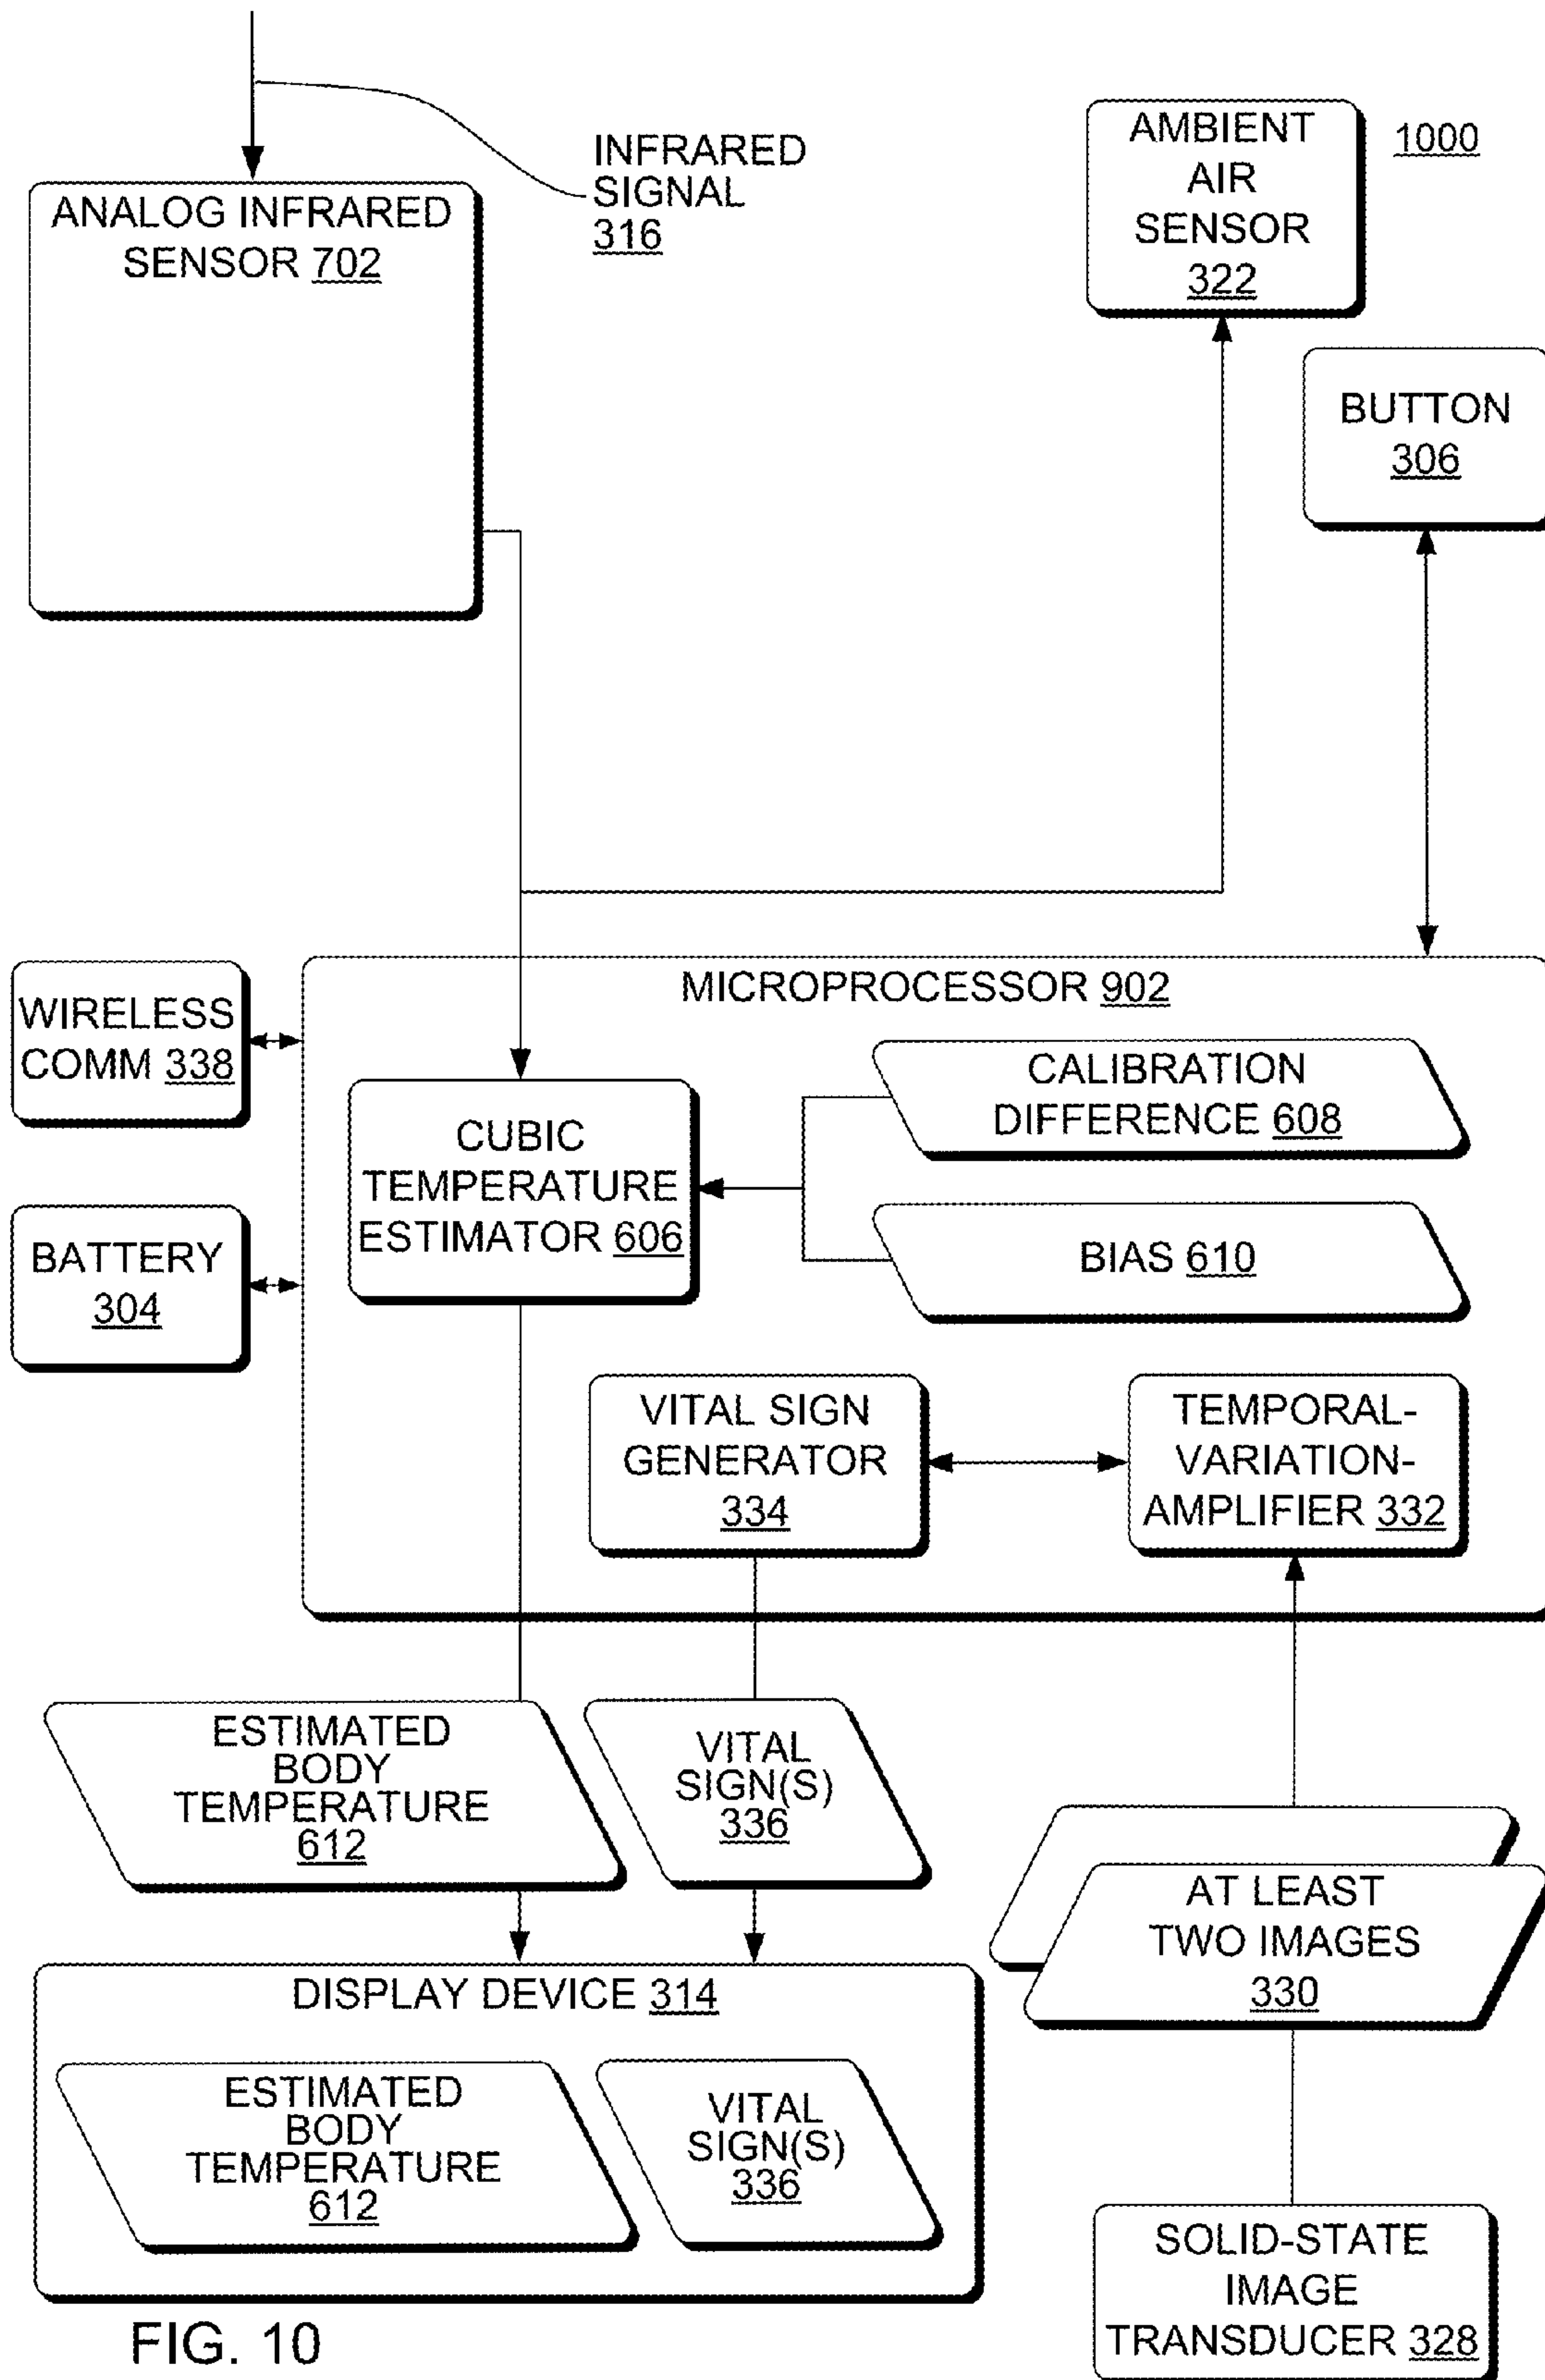 INFRARED
SIGNAL
316
ANALOG INFRARED
SENSOR 702
AMBIENT
AIR
SENSOR
322
1000
BUTTON
306
MICROPROCESSOR 902
WIRELESS
COMM 338
CALIBRATION
DIFFERENCE 608
CUBIC
TEMPERATURE
ESTIMATOR 606
BATTERY
304
BIAS 610
VITAL SIGN
GENERATOR
334
TEMPORAL-
VARIATION-
AMPLIFIER 332
ESTIMATED
BODY
TEMPERATURE
612
VITAL
SIGN(S)
336
AT LEAST
TWO IMAGES
330
DISPLAY DEVICE 314
ESTIMATED
BODY
TEMPERATURE
612
VITAL
SIGN(S)
336
SOLID-STATE
IMAGE
TRANSDUCER 328
FIG. 10